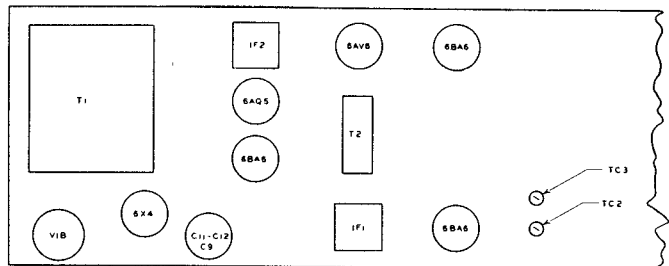 IF2
6AV6
6BA6
T1
6AQ5
T2
6BA6
TC3
6X4
IF1
6BA6
TC2
VIB
C11-C12
C9